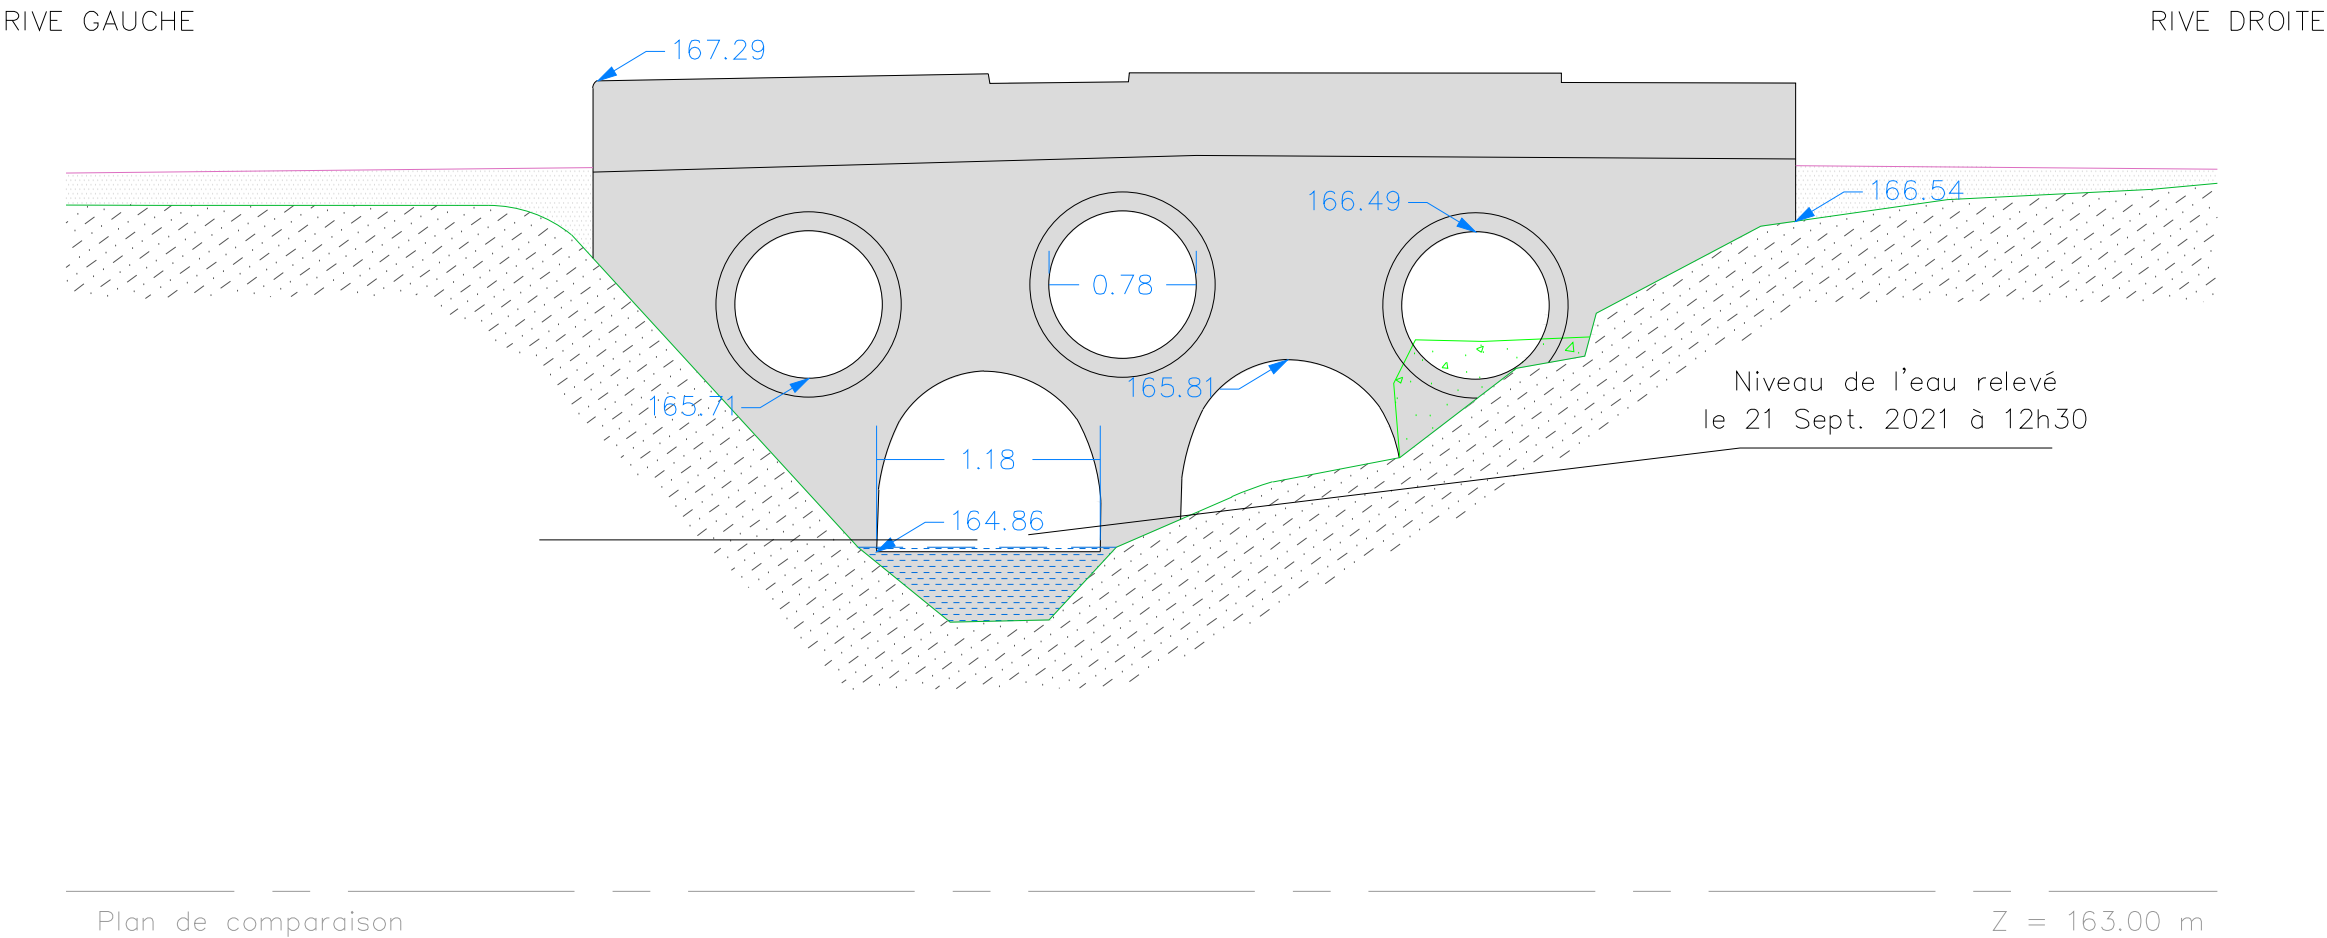 RIVE GAUCHE
RIVE DROITE
167.29
166.49
166.54
0.78
165.71
165.81
Niveau de l'eau relevé
le 21 Sept. 2021 à 12h30
1.18
164.86
Plan de comparaison
Z = 163.00 m